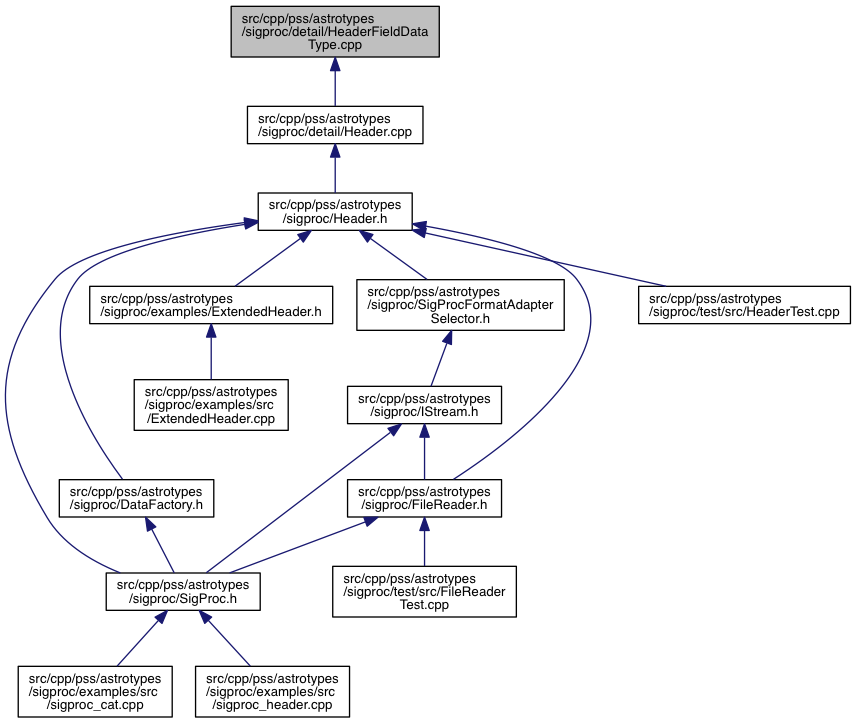 src/cpp/pss/astrotypes
/sigproc/detail/HeaderFieldData
Type.cpp
src/cpp/pss/astrotypes
/sigproc/detail/Header.cpp
src/cpp/pss/astrotypes
/sigproc/Header.h
src/cpp/pss/astrotypes
/sigproc/examples/ExtendedHeader.h
src/cpp/pss/astrotypes
/sigproc/SigProcFormatAdapter
Selector.h
src/cpp/pss/astrotypes
/sigproc/test/src/HeaderTest.cpp
src/cpp/pss/astrotypes
/sigproc/examples/src
/ExtendedHeader.cpp
src/cpp/pss/astrotypes
/sigproc/IStream.h
src/cpp/pss/astrotypes
/sigproc/DataFactory.h
src/cpp/pss/astrotypes
/sigproc/FileReader.h
src/cpp/pss/astrotypes
/sigproc/SigProc.h
src/cpp/pss/astrotypes
/sigproc/test/src/FileReader
Test.cpp
src/cpp/pss/astrotypes
/sigproc/examples/src
/sigproc_cat.cpp
src/cpp/pss/astrotypes
/sigproc/examples/src
/sigproc_header.cpp